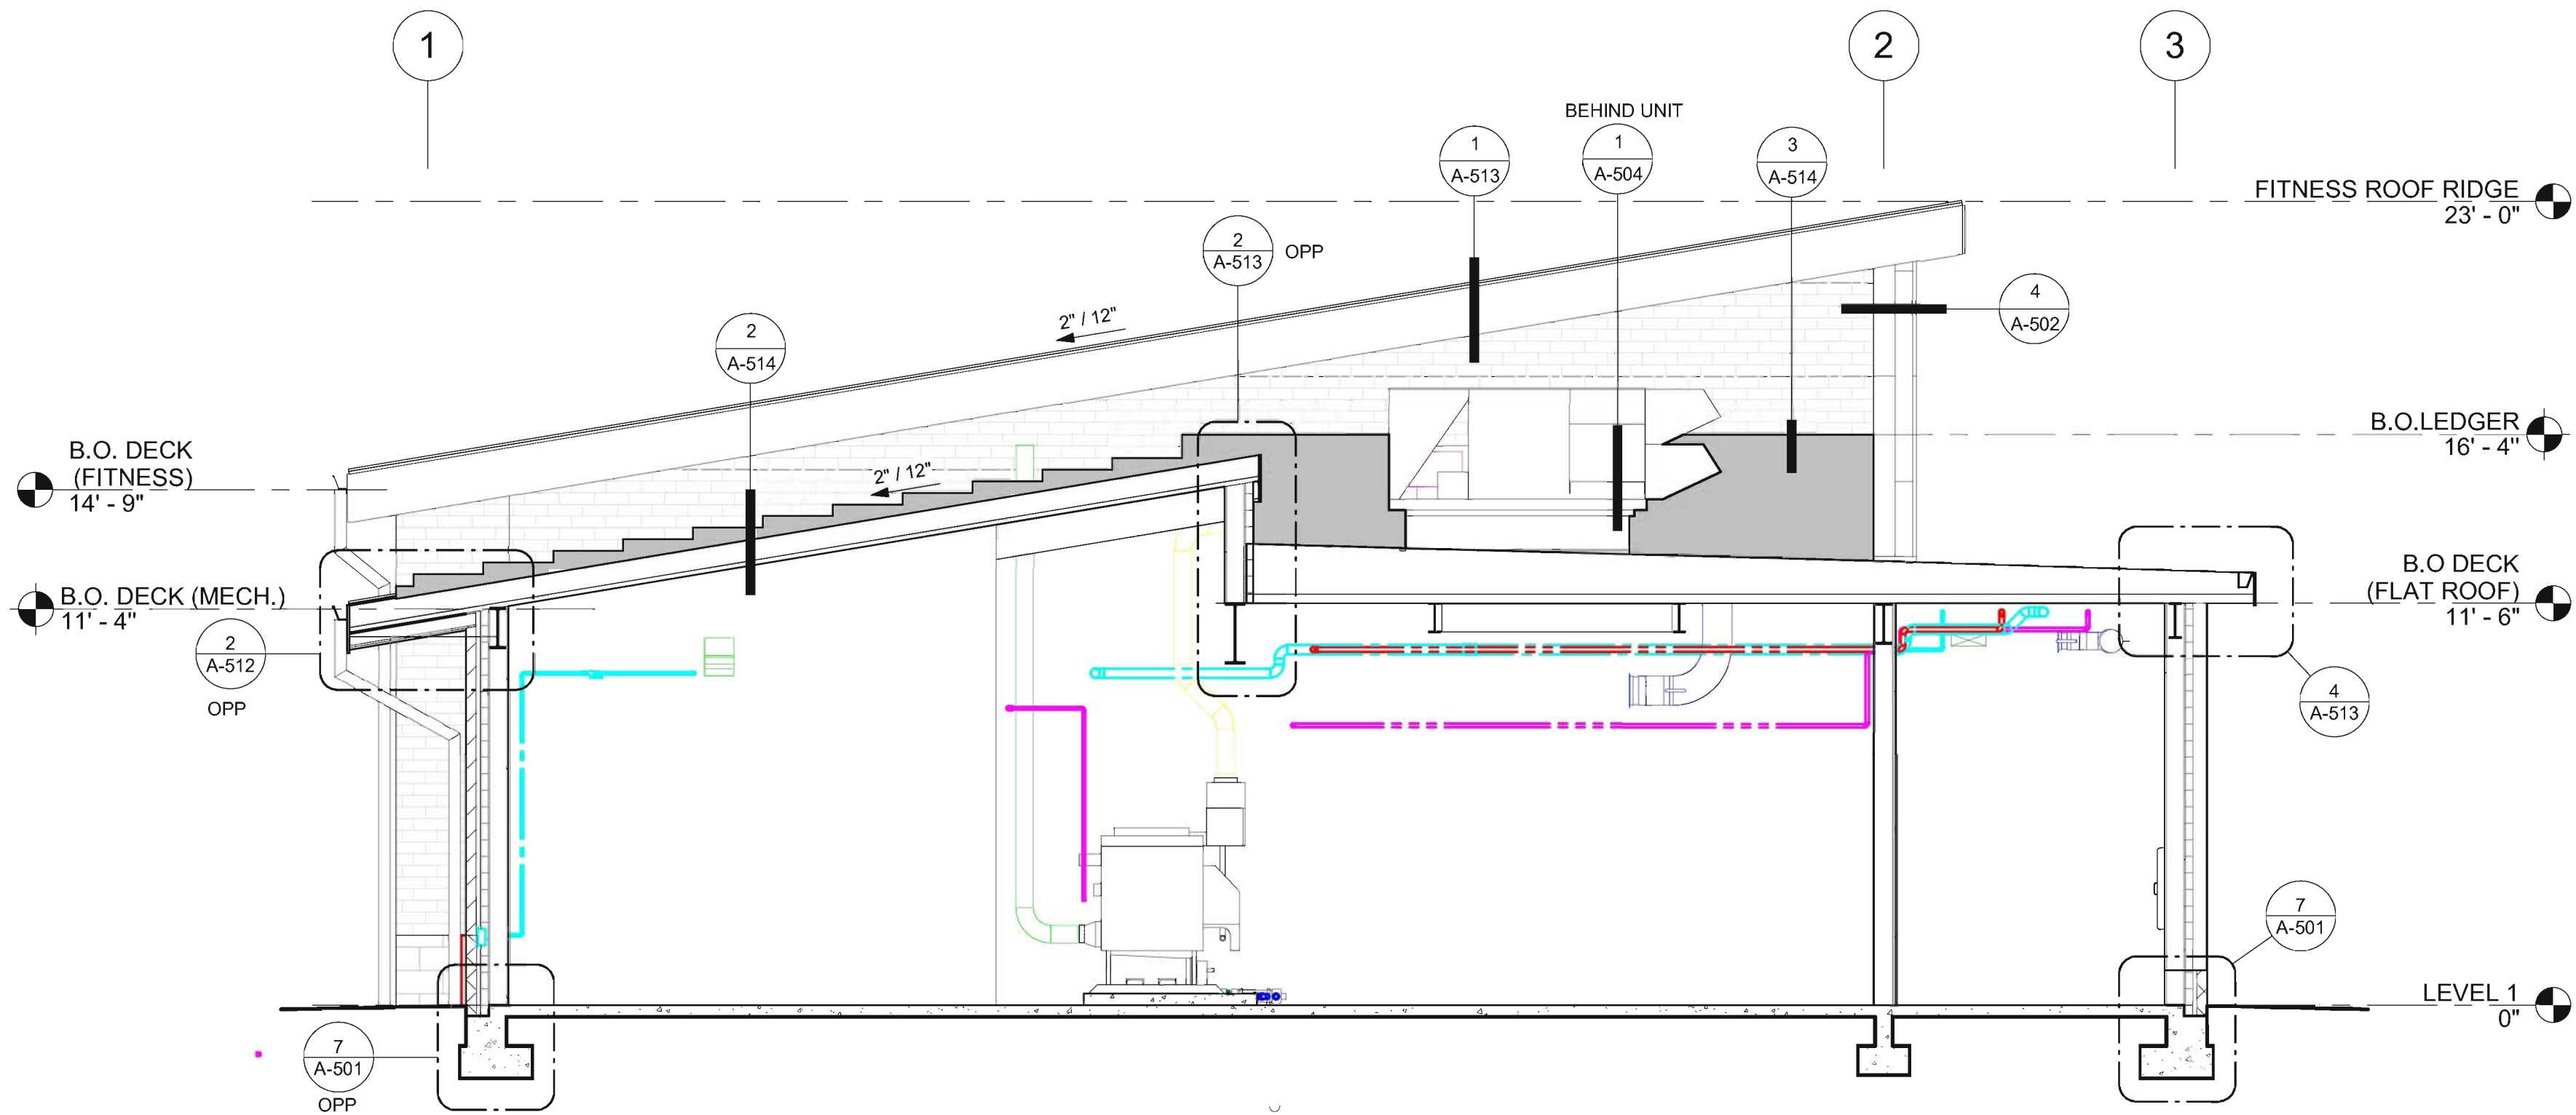 1
2
3
BEHIND UNIT
1
A-513
1
A-504
3
A-514
FITNESS ROOF RIDGE
23' - 0"
2
A-513
OPP
4
A-502
2" / 12"
2
A-514
B.O.LEDGER
16' - 4"
B.O. DECK
(FITNESS)
14' - 9"
2" / 12"
B.O. DECK (MECH.)
11' - 4"
B.O DECK
(FLAT ROOF)
11' - 6"
2
A-512
OPP
4
A-513
7
A-501
LEVEL 1
0"
7
A-501
OPP